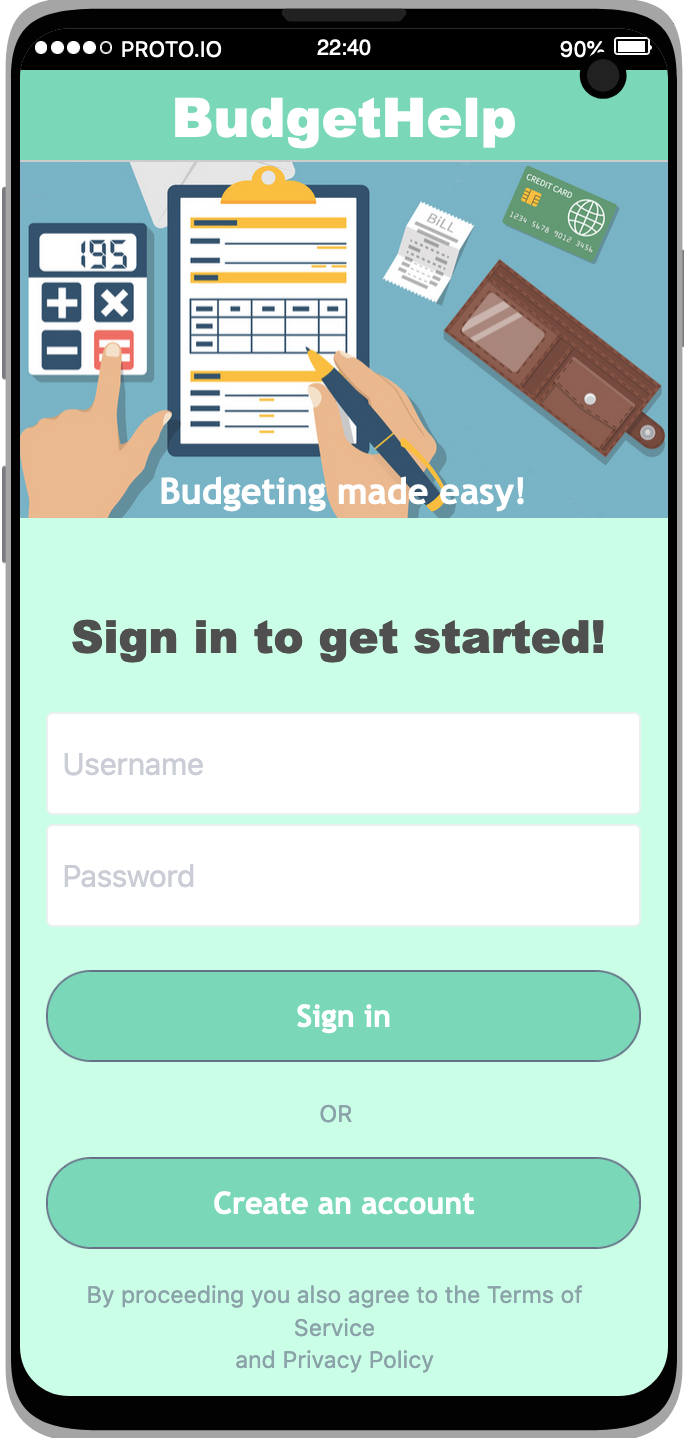 PROTO.IO 22:40 90%
BudgetHelp
195
BiLL
CREDIT CARD
1234 5678 9012 3456
Budgeting made easy!
Sign in to get started!
Username
Password
Sign in
OR
Create an account
By proceeding you also agree to the Terms of
Service
and Privacy Policy